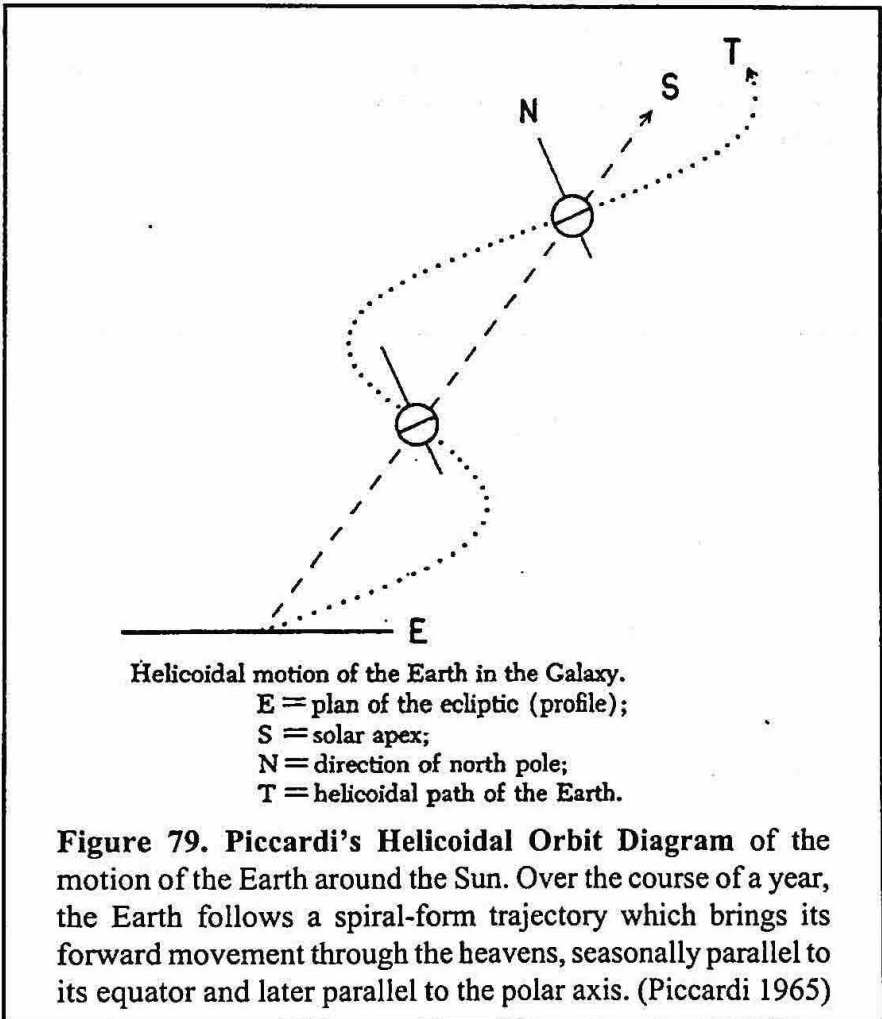 T
S
N
E
Helicoidal motion of the Earth in the Galaxy.
E = plan of the ecliptic (profile);
S = solar apex;
N = direction of north pole;
T = helicoidal path of the Earth.
Figure 79. Piccardi's Helicoidal Orbit Diagram of the
motion of the Earth around the Sun. Over the course of a year,
the Earth follows a spiral-form trajectory which brings its
forward movement through the heavens, seasonally parallel to
its equator and later parallel to the polar axis. (Piccardi 1965)